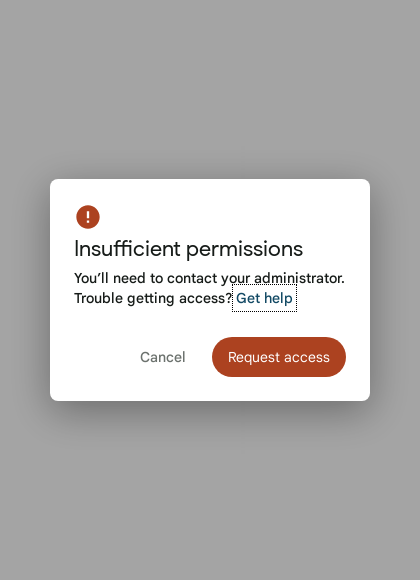 Insufficient permissions
You’ll need to contact your administrator.
Trouble getting access? Get help
Cancel
Request access